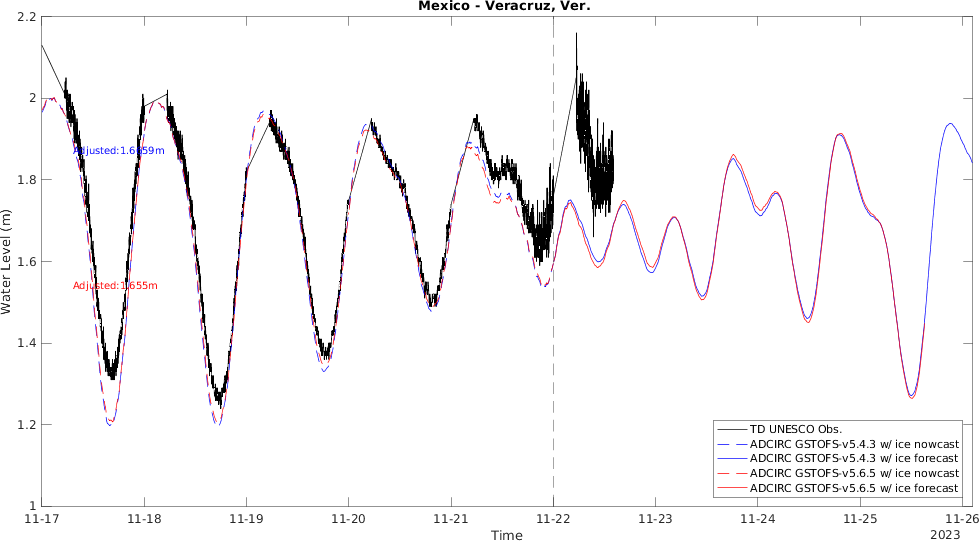 Mexico - Veracruz, Ver.
2.2
2
1.8
1.6
1.4
1.2
1
Water Level (m)
Adjusted:1.6659m
Adjusted:1.655m
TD UNESCO Obs.
ADCIRC GSTOFS-v5.4.3 w/ ice nowcast
ADCIRC GSTOFS-v5.4.3 w/ ice forecast
ADCIRC GSTOFS-v5.6.5 w/ ice nowcast
ADCIRC GSTOFS-v5.6.5 w/ ice forecast
11-17 11-18 11-19 11-20 11-21 11-22 11-23 11-24 11-25 11-26
Time
2023